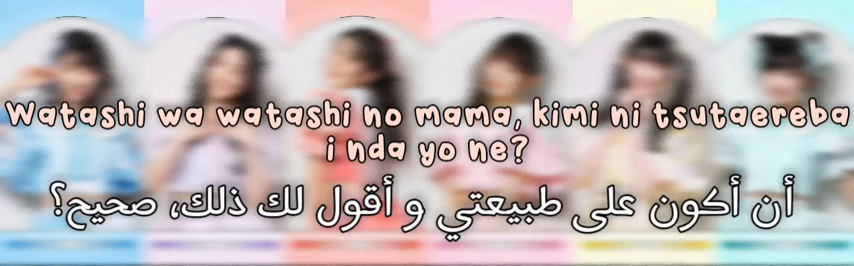 Watashi wa watashi no mama, kimi ni tsutaereba
i nda yo ne?
أن أكون على طبيعتي و أقول لك ذلك، صحيح؟